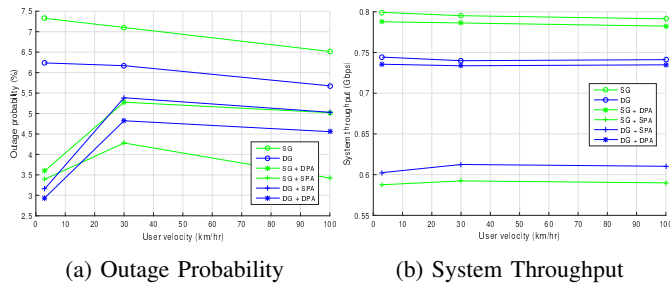 7.5
7
6.5
6
5.5
5
4.5
4
3.5
3
2.5
Outage probability (%)
0 10 20 30 40 50 60 70 80 90 100
User velocity (km/hr)
SG
DG
SG + DPA
SG + SPA
DG + SPA
DG + DPA
(a) Outage Probability
0.8
0.75
0.7
0.65
0.6
0.55
System throughput (Gbps)
0 10 20 30 40 50 60 70 80 90 100
User velocity (km/hr)
SG
DG
SG + DPA
SG + SPA
DG + SPA
DG + DPA
(b) System Throughput